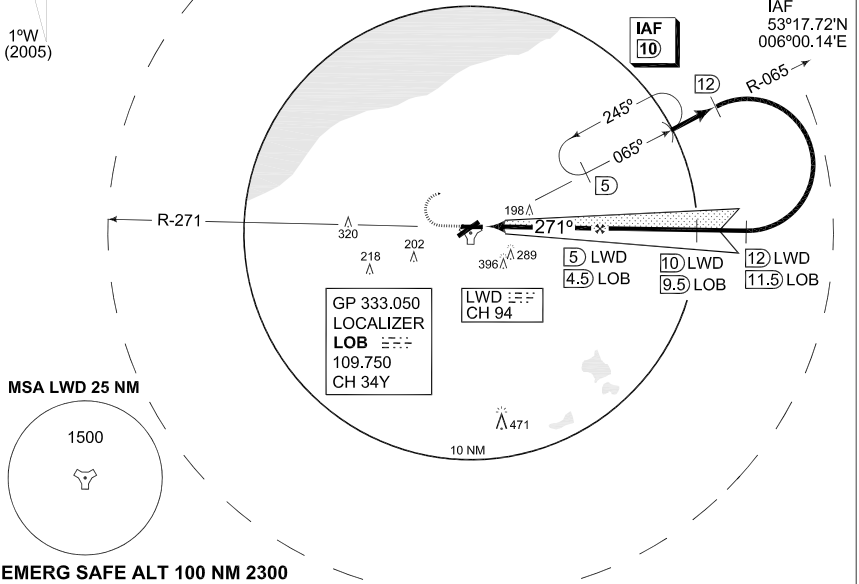 1ºW
(2005)
IAF
10
IAF
53º17.72'N
006º00.14'E
R-065
12
245º
065º
5
R-271
320
218
202
198
271º
396
289
5 LWD
4.5 LOB
10 LWD
9.5 LOB
12 LWD
11.5 LOB
GP 333.050
LOCALIZER
LOB
109.750
CH 34Y
LWD
CH 94
471
10 NM
MSA LWD 25 NM
1500
EMERG SAFE ALT 100 NM 2300